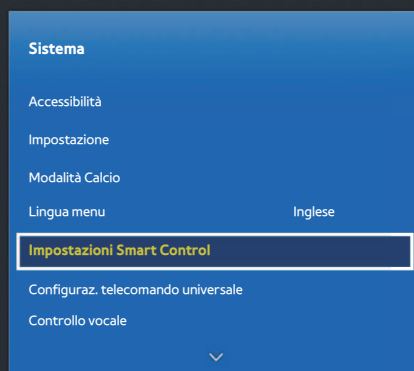 Sistema
Accessibilità
Impostazione
Modalità Calcio
Lingua menu Inglese
Impostazioni Smart Control
Configuraz. telecomando universale
Controllo vocale